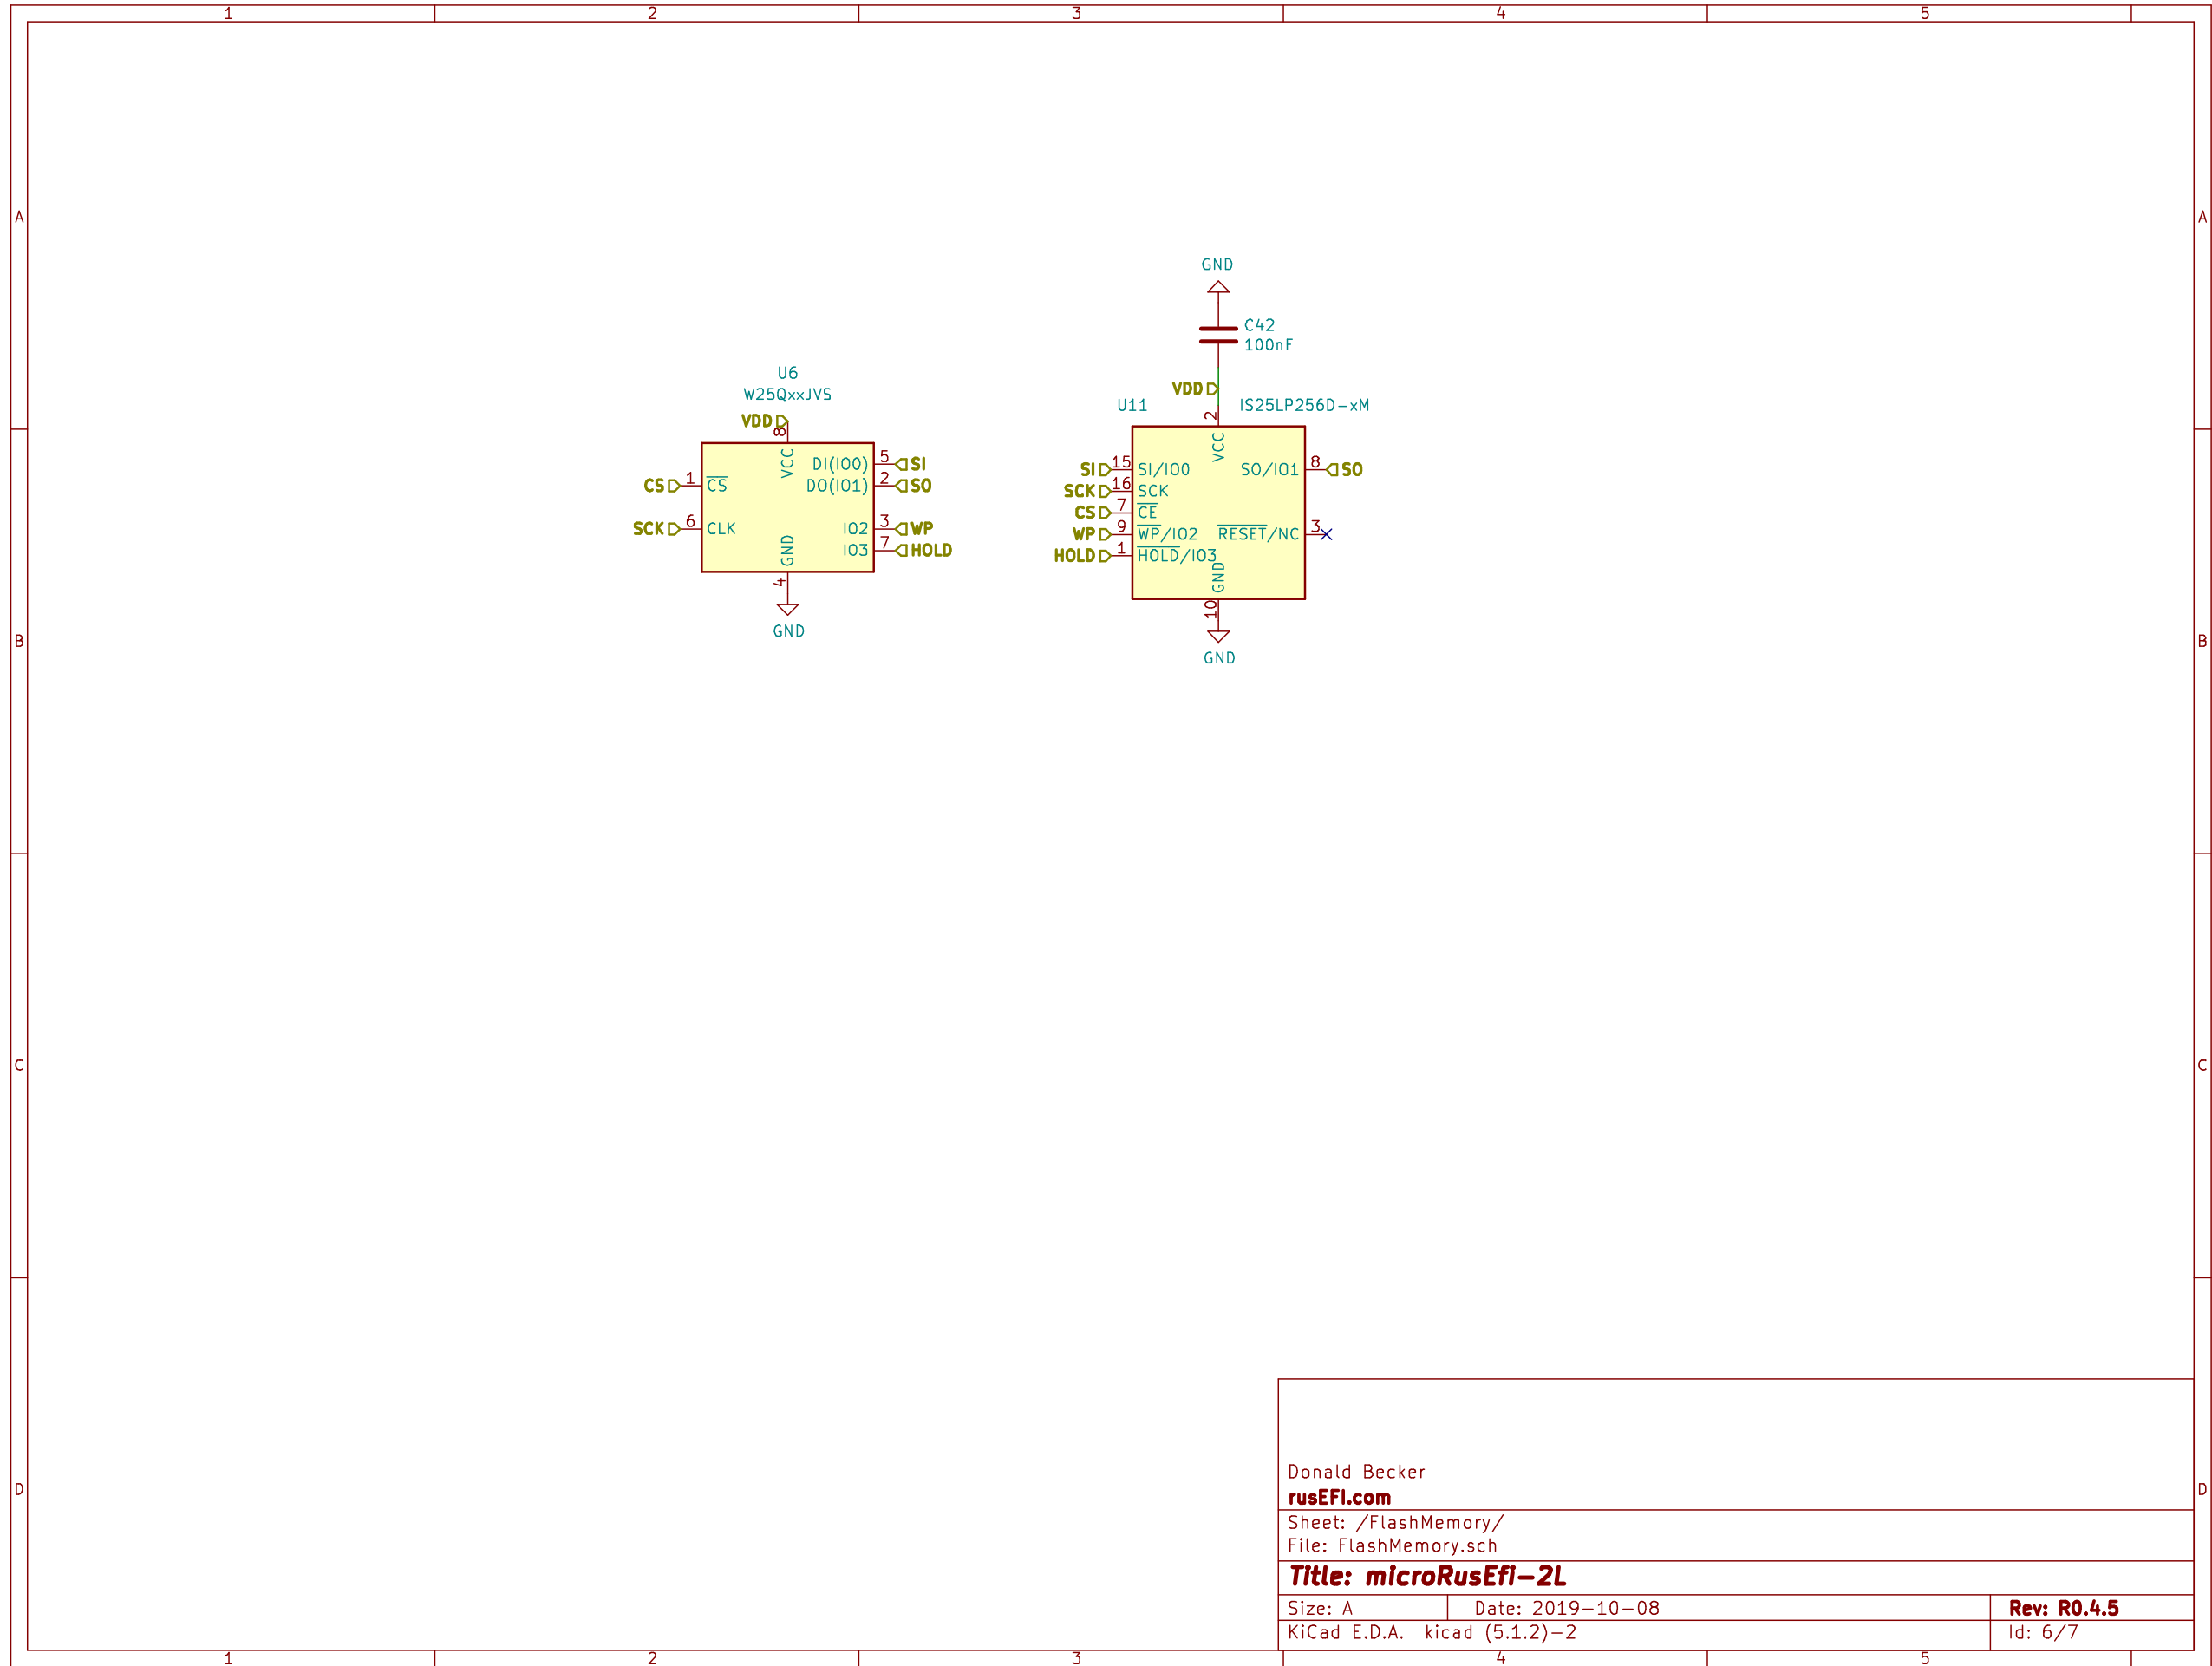 1 2 3 4 5
A A
GND
C42
100nF
VDD
U11 IS25LP256D-xM
U6
W25QxxJVS
VDD
8
VCC
1 CS
CS
6 CLK
SCK
DI(IO0) 5 SI
DO(IO1) 2 SO
IO2 3 WP
IO3 7 HOLD
GND
4
GND
2
VCC
SI 15 SI/IO0
SCK 16 SCK
CS 7 CE
WP 9 WP/IO2
HOLD 1 HOLD/IO3
SO/IO1 8 SO
RESET/NC 3
GND
10
GND
B B
C C
D D
Donald Becker
rusEFI.com
Sheet: /FlashMemory/
File: FlashMemory.sch
Title: microRusEfi-2L
Size: A Date: 2019-10-08 Rev: R0.4.5
KiCad E.D.A. kicad (5.1.2)-2 Id: 6/7
1 2 3 4 5